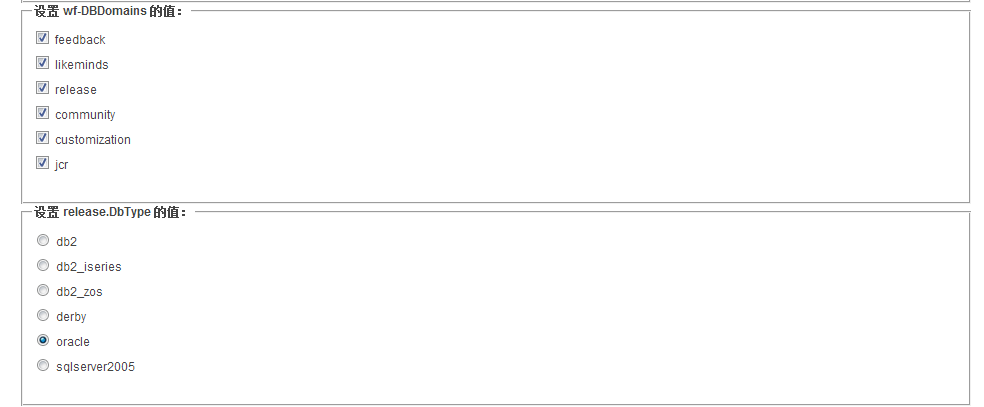 设置 wf-DBDomains 的值：
feedback
likeminds
release
community
customization
jcr
设置 release.DbType 的值：
db2
db2_iseries
db2_zos
derby
oracle
sqlserver2005